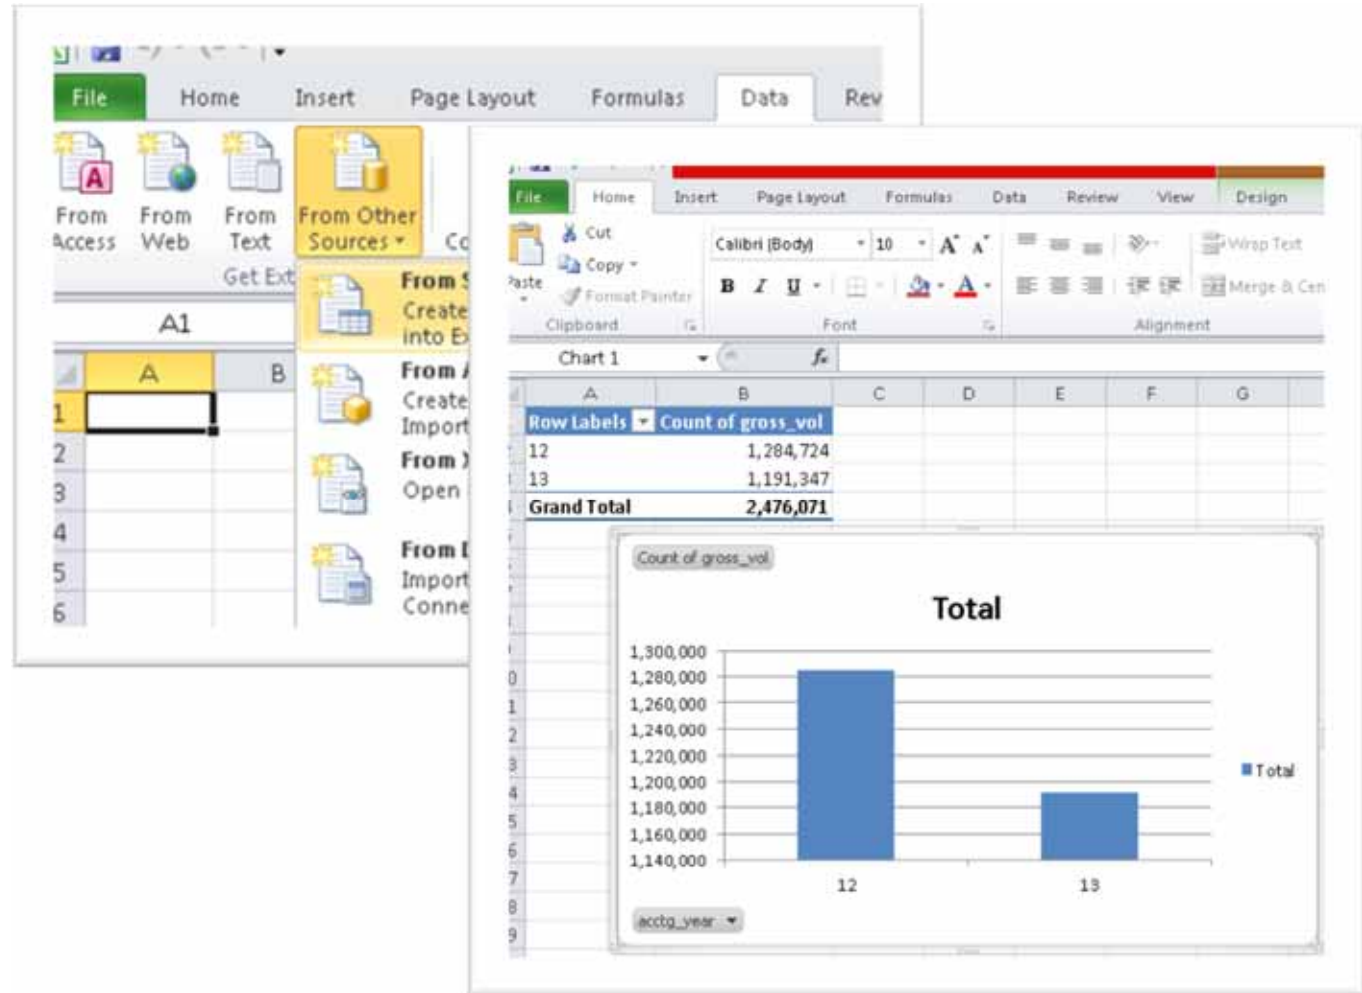 File Home Insert Page Layout Formulas Data Rev
From Access
From Web
From Text
From Other Sources
Get Ext
A1
A B
1
2
3
4
5
6
From S
Create
into Ex
From A
Create
Import
From X
Open
From D
Import
Conne
File Home Insert Page Layout Formulas Data Review View Design
Paste
Cut
Copy
Format Painter
Clipboard
Calibri (Body) 10 A A
B I U A
Font
Wrap Text
Merge & Cen
Alignment
Chart 1 fx
A B C D E F G
Row Labels Count of gross_vol
12 1,284,724
13 1,191,347
Grand Total 2,476,071
Count of gross_vol
Total
1,300,000
1,280,000
1,260,000
1,240,000
1,220,000
1,200,000
1,180,000
1,160,000
1,140,000
12 13
Total
acctg_year